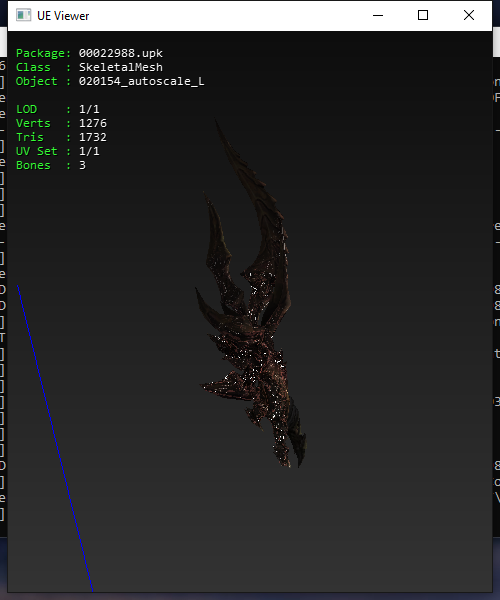 UE Viewer
Package: 00022988.upk
Class : SkeletalMesh
Object : 020154_autoscale_L
LOD : 1/1
Verts : 1276
Tris : 1732
UV Set : 1/1
Bones : 3